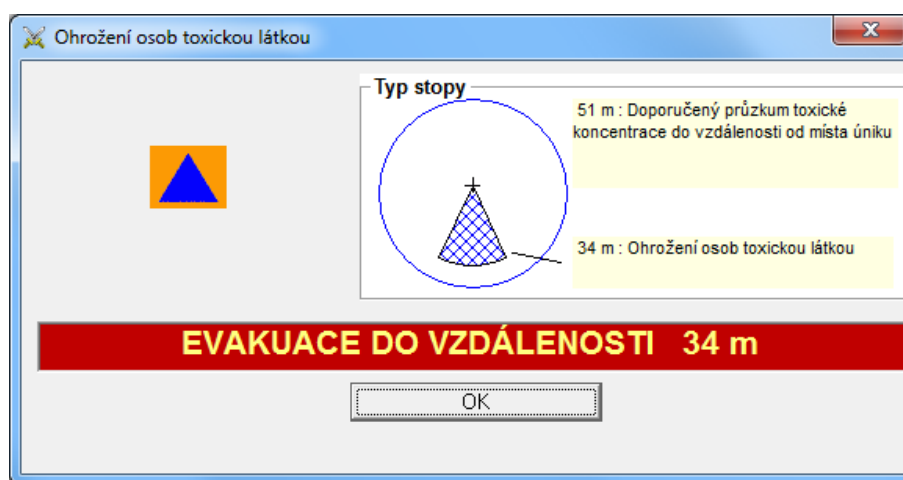 Ohrožení osob toxickou látkou
Typ stopy
51 m : Doporučený průzkum toxické
koncentrace do vzdálenosti od místa úniku
34 m : Ohrožení osob toxickou látkou
EVAKUACE DO VZDÁLENOSTI 34 m
OK